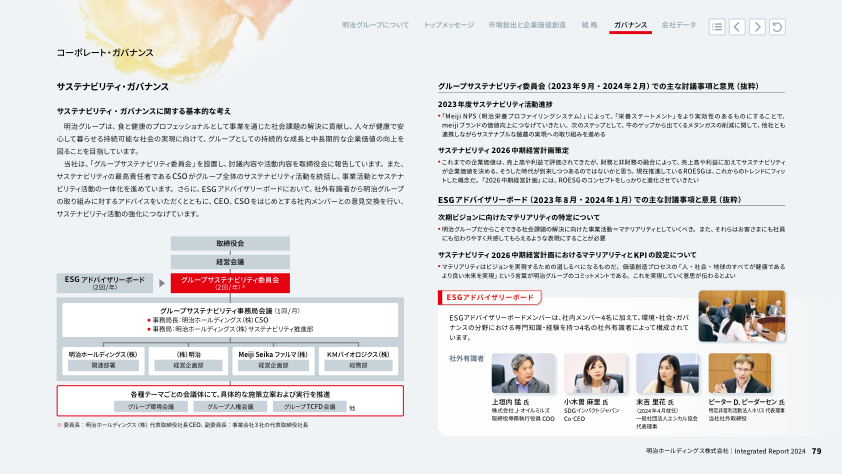 明治グループについて　トップメッセージ　市場創出と企業価値創造　戦 略　ガバナンス　会社データ
コーポレート・ガバナンス
サステナビリティ・ガバナンス
サステナビリティ・ガバナンスに関する基本的な考え
明治グループは、食と健康のプロフェッショナルとして事業を通じた社会課題の解決に貢献し、人々が健康で安
心して暮らせる持続可能な社会の実現に向けて、グループとしての持続的な成長と中長期的な企業価値の向上を
図ることを目指しています。
当社は、「グループサステナビリティ委員会」を設置し、討議内容や活動内容を取締役会に報告しています。また、
サステナビリティの最高責任者であるCSOがグループ全体のサステナビリティ活動を統括し、事業活動とサステナ
ビリティ活動の一体化を進めています。さらに、ESGアドバイザリーボードにおいて、社外有識者から明治グループ
の取り組みに対するアドバイスをいただくとともに、CEO、CSOをはじめとする社内メンバーとの意見交換を行い、
サステナビリティ活動の強化につなげています。
取締役会
経営会議
ESG アドバイザリーボード
(2回/年)
グループサステナビリティ委員会
(2回/年)※
グループサステナビリティ事務局会議 (1回/月)
● 事務局長：明治ホールディングス(株) CSO
● 事務局：明治ホールディングス(株) サステナビリティ推進部
明治ホールディングス(株)　(株)明治　Meiji Seika ファルマ(株)　KMバイオロジクス(株)
関連部署　経営企画部　経営企画部　総務部
各種テーマごとの会議体にて、具体的な施策立案および実行を推進
グループ環境会議　グループ人権会議　グループTCFD会議　他
※ 委員長：明治ホールディングス(株) 代表取締役社長CEO、副委員長：事業会社3社の代表取締役社長
グループサステナビリティ委員会（2023年9月・2024年2月）での主な討議事項と意見（抜粋）
2023年度サステナビリティ活動進捗
• 「Meiji NPS（明治栄養プロファイリングシステム）」によって、「栄養ステートメント」をより実効性のあるものにすることで、
meijiブランドの価値向上につなげていきたい。次のステップとして、牛のゲップから出てくるメタンガスの削減に関して、他社とも
連携しながらサステナブルな酪農の実現への取り組みを進める
サステナビリティ 2026 中期経営計画策定
• これまでの企業価値は、売上高や利益で評価されてきたが、財務と非財務の融合によって、売上高や利益に加えてサステナビリティ
が企業価値を決める、そうした時代が到来しつつあるのではないかと思う。現在推進しているROESGは、これからのトレンドにフィッ
トした概念だ。「2026中期経営計画」には、ROESGのコンセプトをしっかりと進化させていきたい
ESGアドバイザリーボード（2023年8月・2024年1月）での主な討議事項と意見（抜粋）
次期ビジョンに向けたマテリアリティの特定について
• 明治グループだからこそできる社会課題の解決に向けた事業活動＝マテリアリティとしていくべき。また、それらはお客さまにも社員
にも伝わりやすく共感してもらえるような表現にすることが必要
サステナビリティ 2026 中期経営計画におけるマテリアリティとKPIの設定について
• マテリアリティはビジョンを実現するための道しるべになるものだ。価値創造プロセスの「人・社会・地球のすべてが健康である
より良い未来を実現」という言葉が明治グループのコミットメントである。これを実現していく意思が伝わるとよい
ESGアドバイザリーボード
ESGアドバイザリーボードメンバーは、社内メンバー4名に加えて、環境・社会・ガバ
ナンスの分野における専門知識・経験を持つ4名の社外有識者によって構成されて
います。
社外有識者
上垣内 猛 氏
株式会社 J-オイルミルズ
取締役専務執行役員 COO
小木曽 麻里 氏
SDGインパクトジャパン
Co-CEO
末吉 里花 氏
（2024年4月就任）
一般社団法人エシカル協会
代表理事
ピーター D. ピーダーセン 氏
特定非営利活動法人ネリス 代表理事
当社社外取締役
明治ホールディングス株式会社｜Integrated Report 2024　79